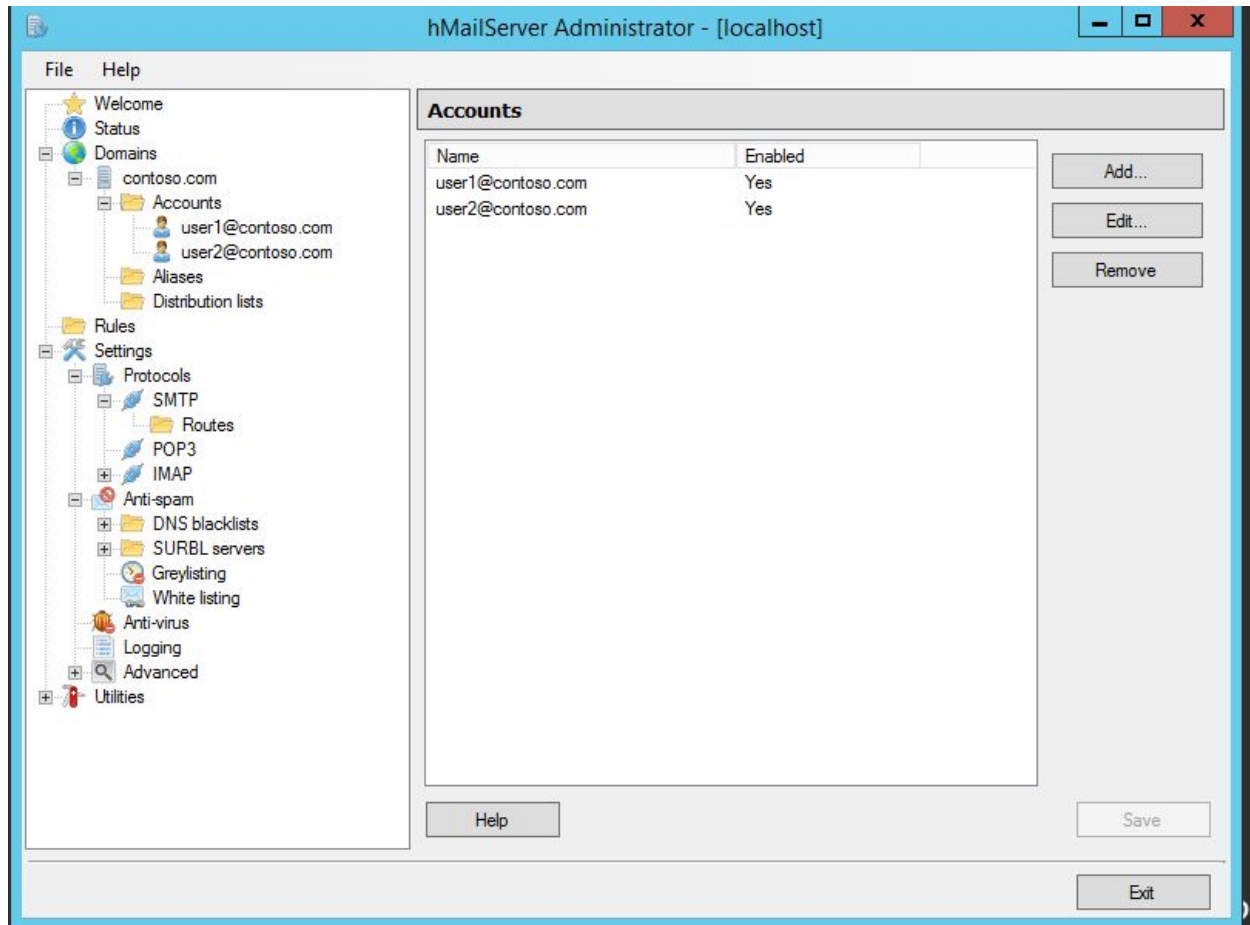 hMailServer Administrator - [localhost]
File Help
Welcome
Status
Domains
contoso.com
Accounts
user1@contoso.com
user2@contoso.com
Aliases
Distribution lists
Rules
Settings
Protocols
SMTP
Routes
POP3
IMAP
Anti-spam
DNS blacklists
SURBL servers
Greylisting
White listing
Anti-virus
Logging
Advanced
Utilities
Accounts
Name Enabled
user1@contoso.com Yes
user2@contoso.com Yes
Add...
Edit...
Remove
Help
Save
Exit